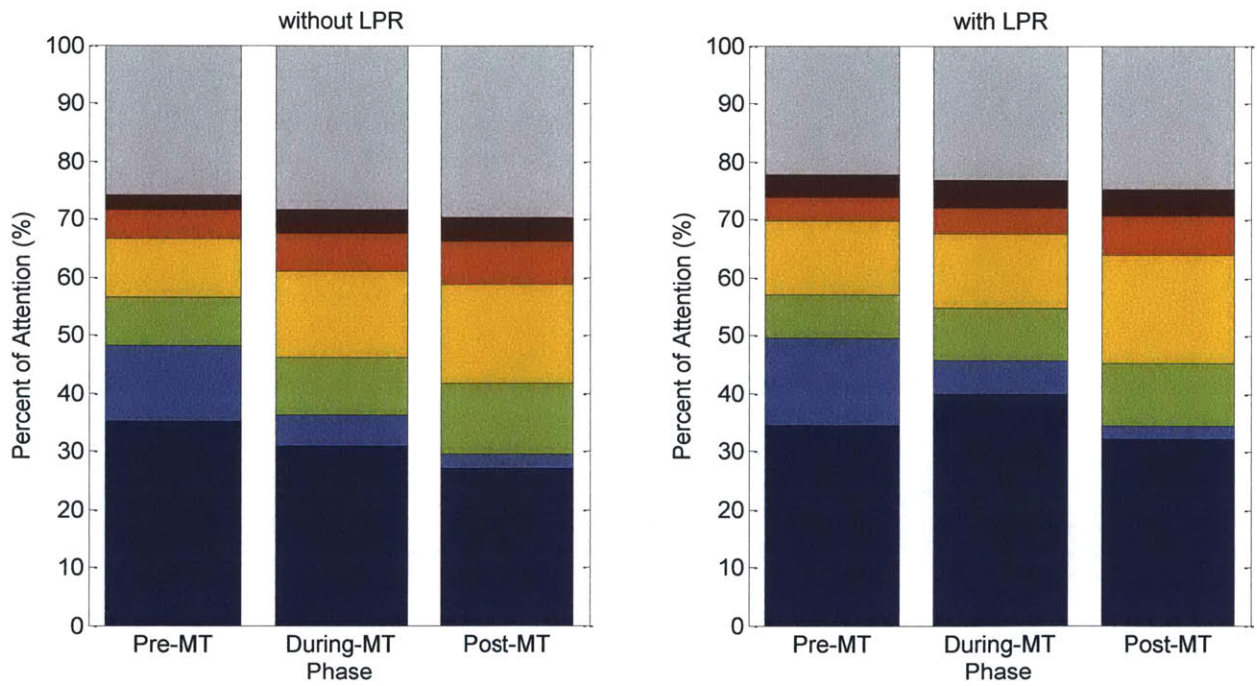 without LPR
100
90
80
70
60
50
40
30
20
10
0
Percent of Attention (%)
Pre-MT During-MT Post-MT
Phase
with LPR
100
90
80
70
60
50
40
30
20
10
0
Percent of Attention (%)
Pre-MT During-MT Post-MT
Phase